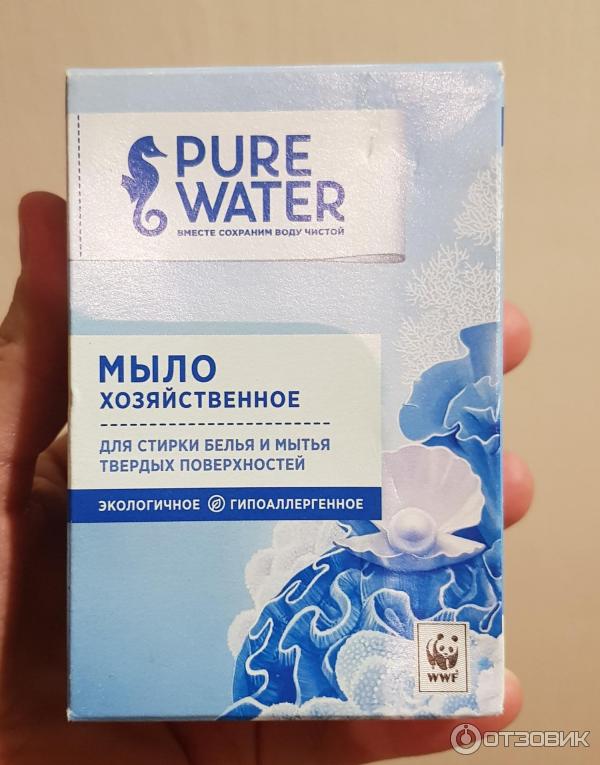 PURE
WATER
ВМЕСТЕ СОХРАНИМ ВОДУ ЧИСТОЙ
МЫЛО
ХОЗЯЙСТВЕННОЕ
ДЛЯ СТИРКИ БЕЛЬЯ И МЫТЬЯ
ТВЕРДЫХ ПОВЕРХНОСТЕЙ
ЭКОЛОГИЧНОЕ ГИПОАЛЛЕРГЕННОЕ
WWF
ОТЗОВИК